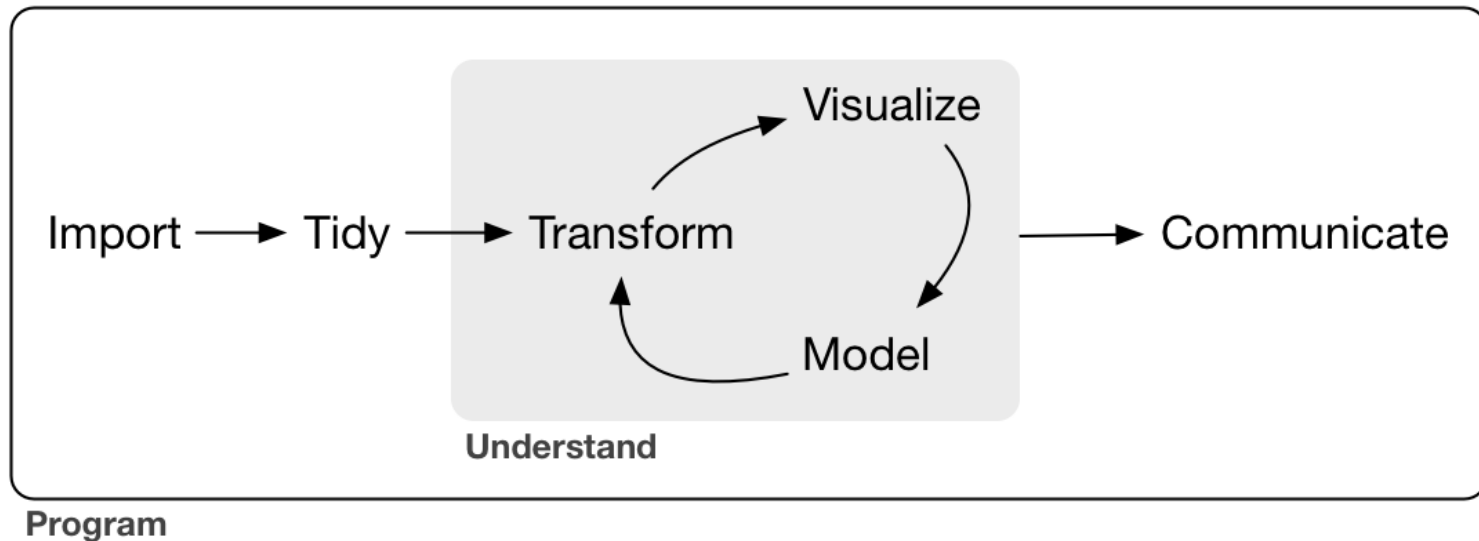 Visualize
Import
Tidy
Transform
Communicate
Model
Understand
Program